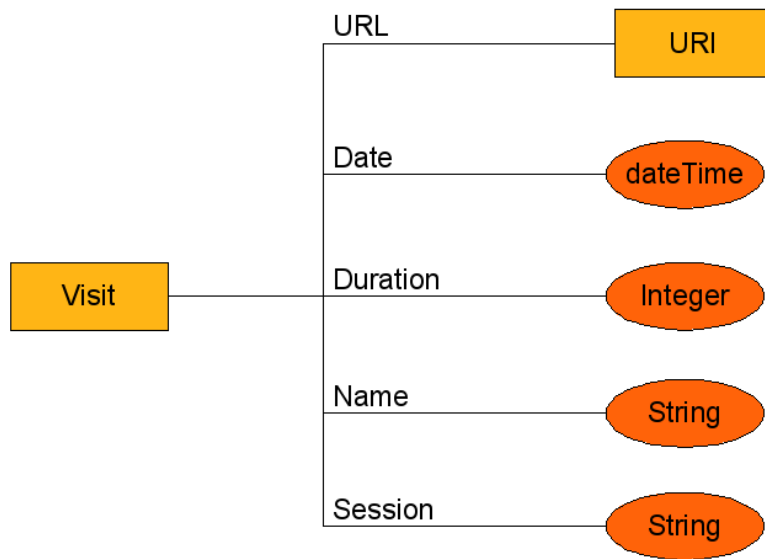 URL
URI
Date
dateTime
Visit
Duration
Integer
Name
String
Session
String